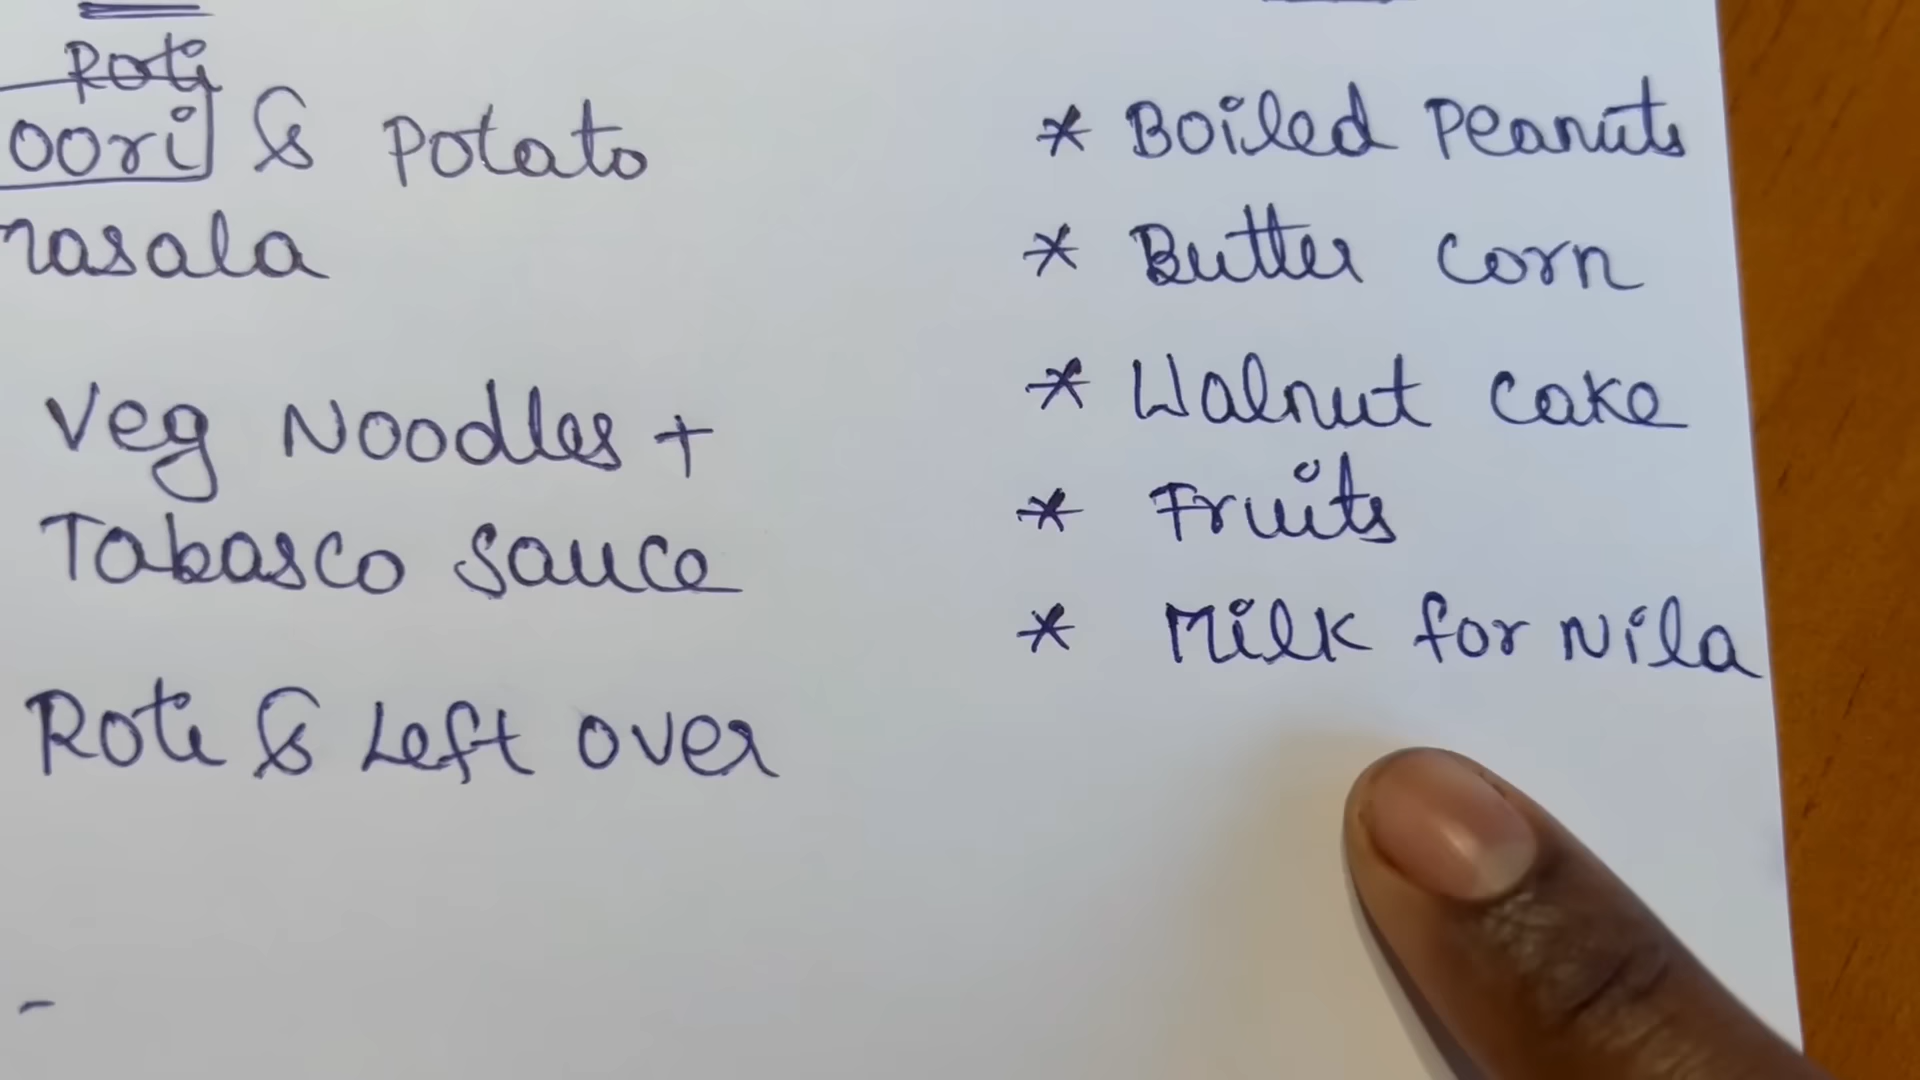 Roti
oori & Potato
masala
Veg Noodles +
Tabasco Sauce
Roti & Left over
* Boiled Peanuts
* Butter corn
* Walnut cake
* Fruits
* Milk for Nila